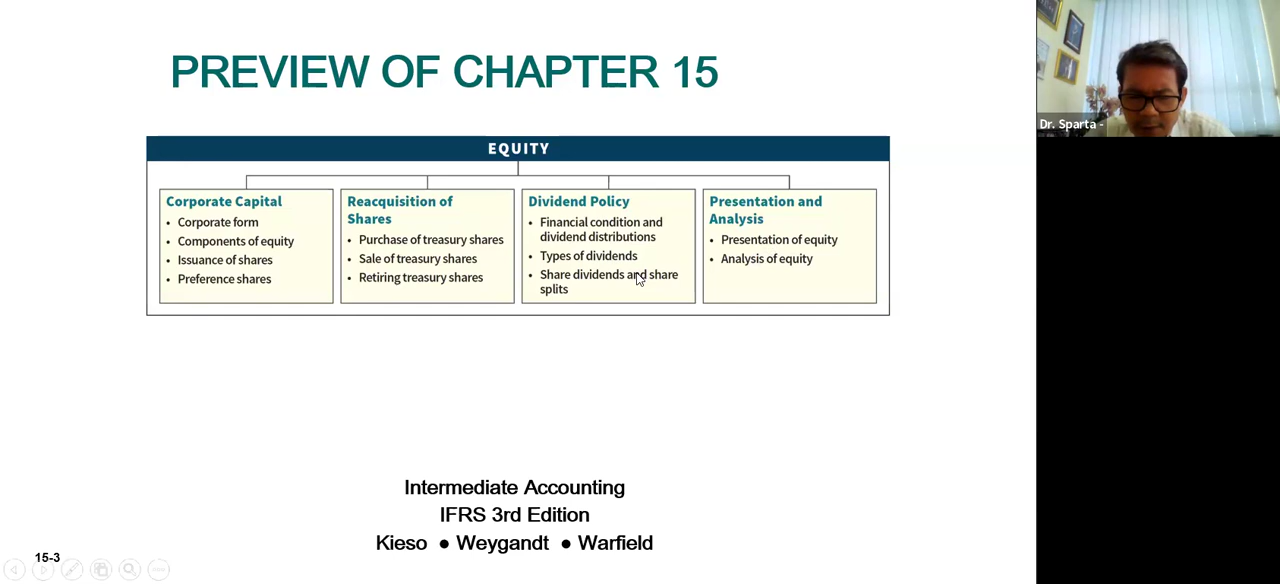 PREVIEW OF CHAPTER 15
Dr. Sparta -
EQUITY
Corporate Capital
• Corporate form
• Components of equity
• Issuance of shares
• Preference shares
Reacquisition of
Shares
• Purchase of treasury shares
• Sale of treasury shares
• Retiring treasury shares
Dividend Policy
• Financial condition and
dividend distributions
• Types of dividends
• Share dividends and share
splits
Presentation and
Analysis
• Presentation of equity
• Analysis of equity
Intermediate Accounting
IFRS 3rd Edition
Kieso ● Weygandt ● Warfield
15-3